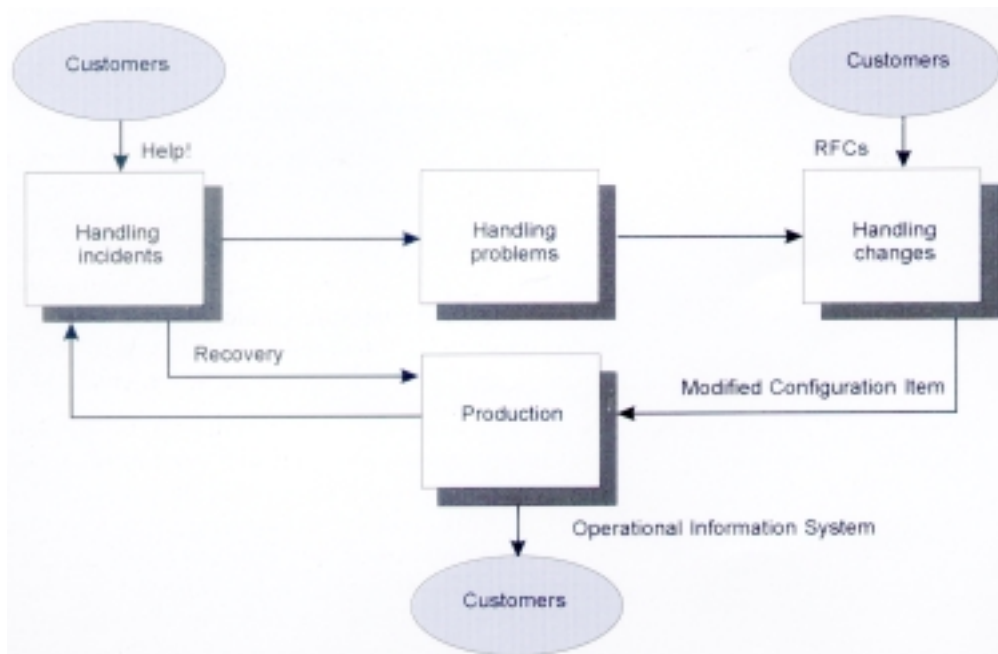 Customers
Customers
Help!
RFCs
Handling
incidents
Handling
problems
Handling
changes
Recovery
Modified Configuration Item
Production
Operational Information System
Customers